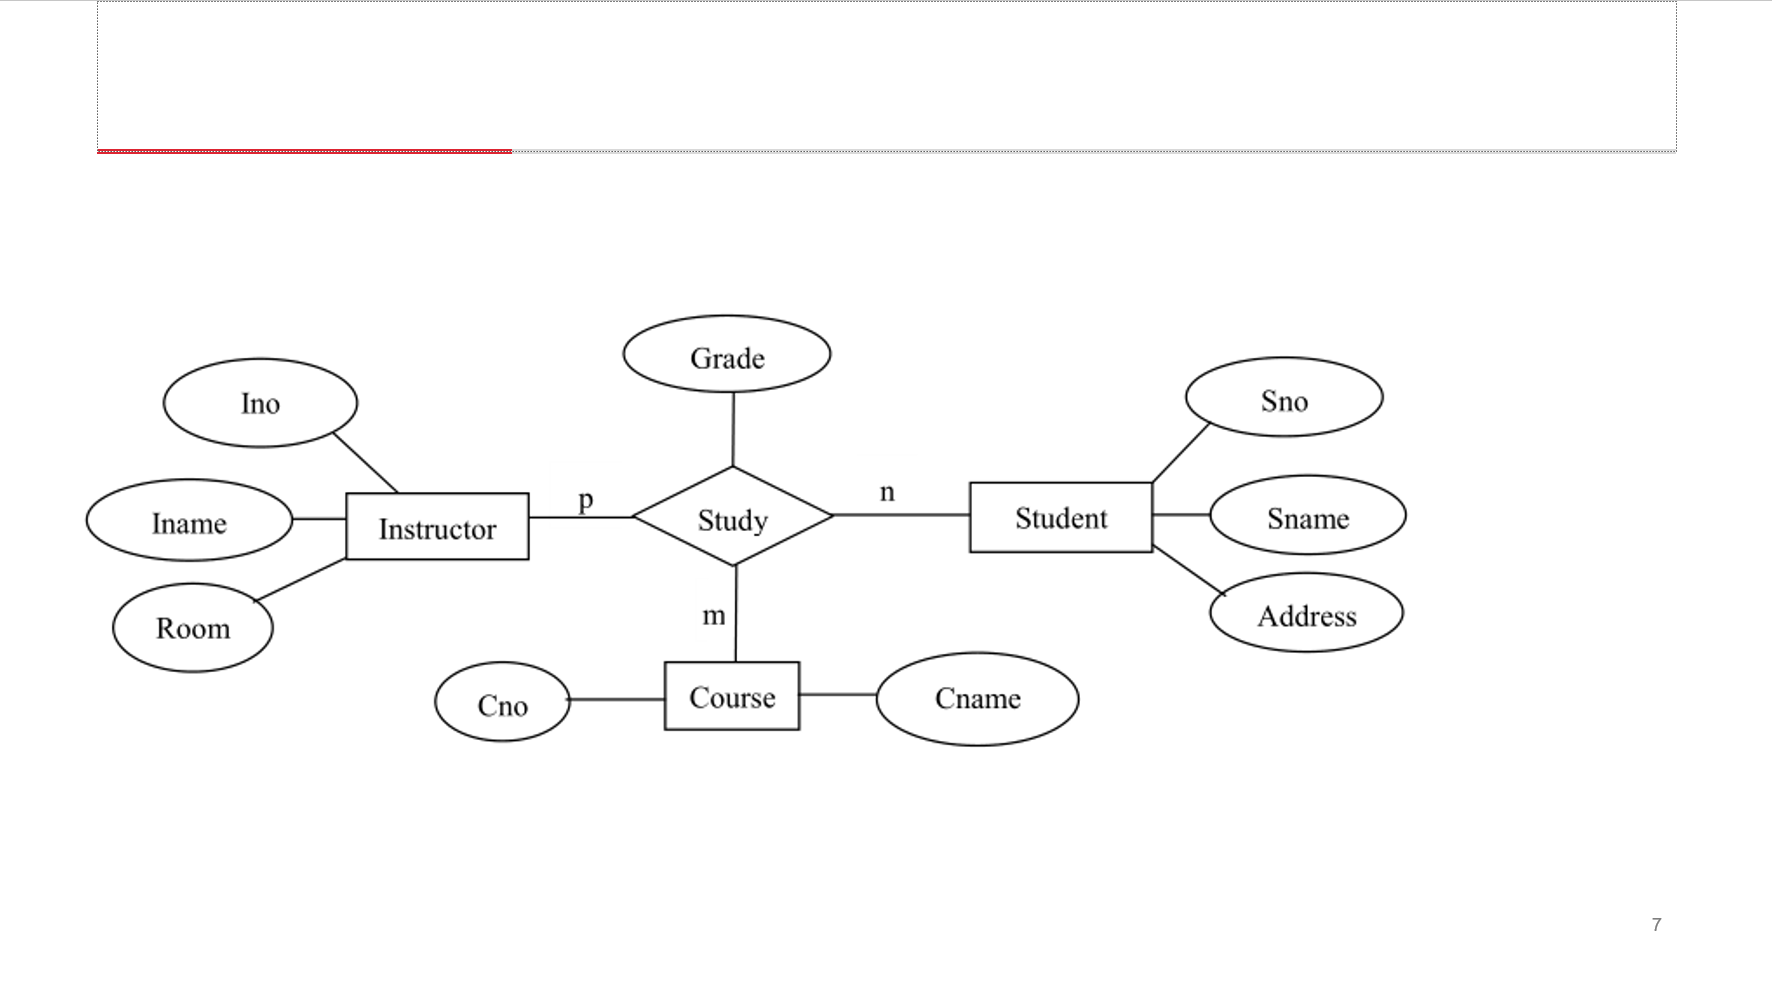 Grade
Ino
Sno
p
n
Iname
Instructor
Study
Student
Sname
Room
m
Address
Cno
Course
Cname
7